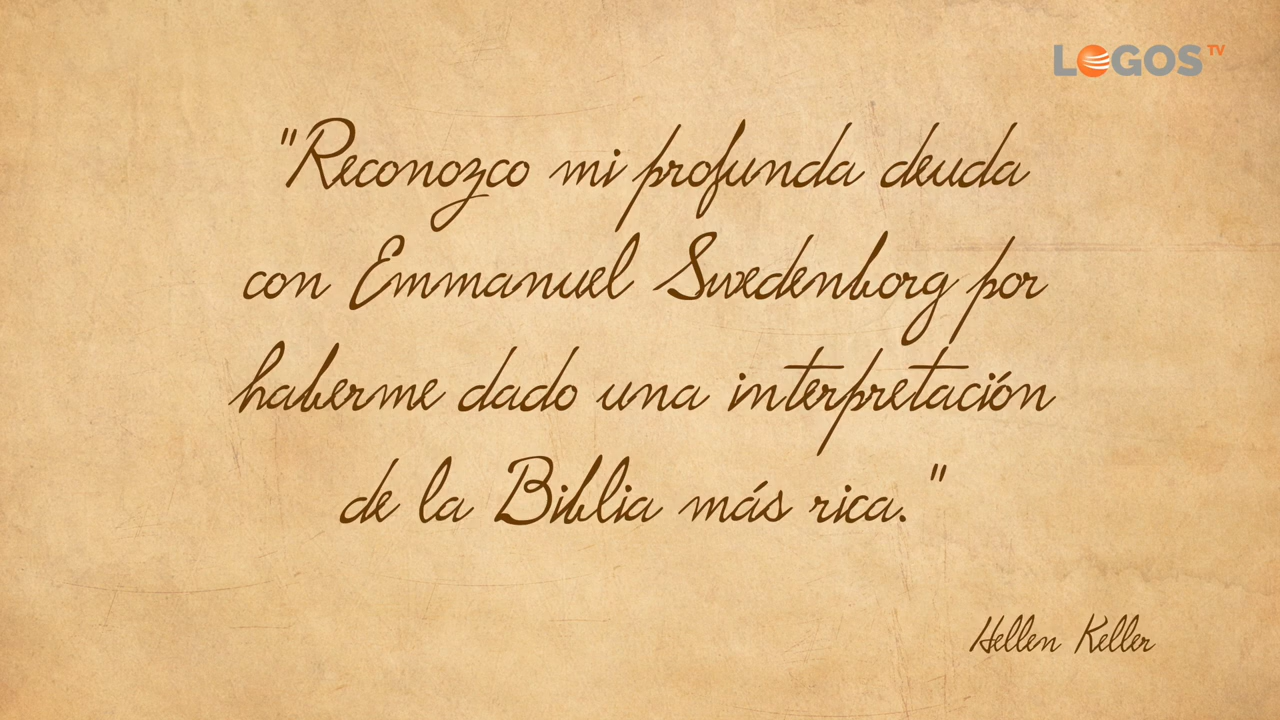 LOGOS TV
"Reconozco mi profunda deuda
con Emmanuel Swedenborg por
haberme dado una interpretación
de la Biblia más rica."
Hellen Keller